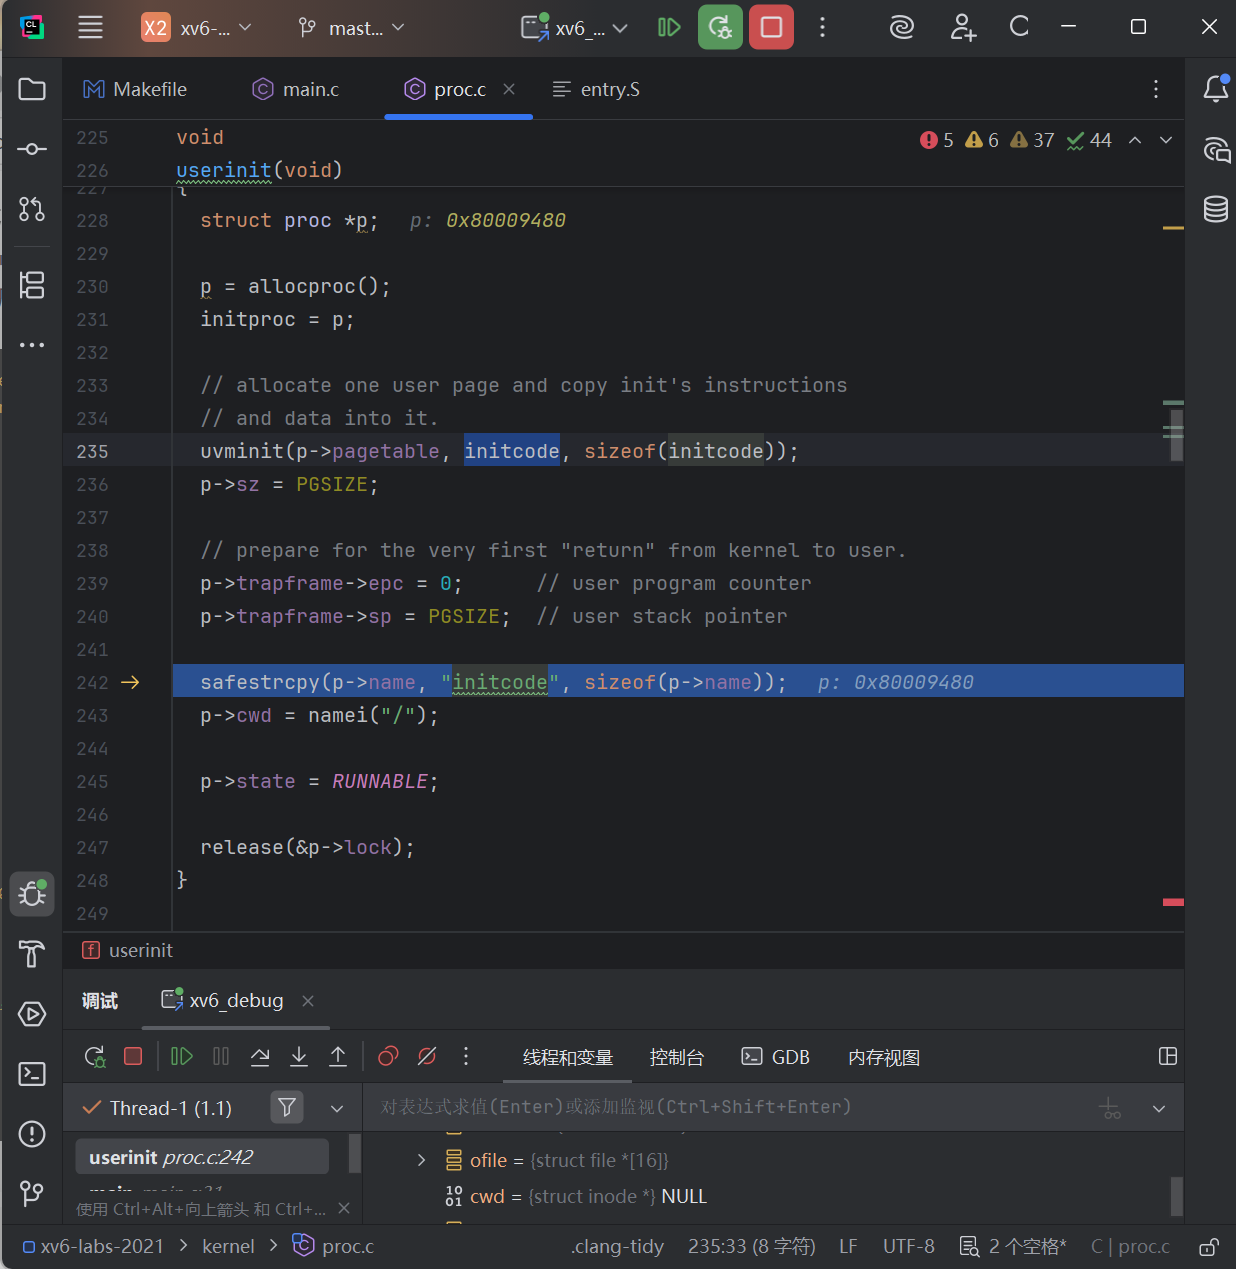 CL X2 xv6-... mast... xv6_...
Makefile main.c proc.c entry.S
225 void 5 6 37 44
226 userinit(void)
227 {
228 struct proc *p; p: 0x80009480
229
230 p = allocproc();
231 initproc = p;
232
233 // allocate one user page and copy init's instructions
234 // and data into it.
235 uvminit(p->pagetable, initcode, sizeof(initcode));
236 p->sz = PGSIZE;
237
238 // prepare for the very first "return" from kernel to user.
239 p->trapframe->epc = 0; // user program counter
240 p->trapframe->sp = PGSIZE; // user stack pointer
241
242 safestrcpy(p->name, "initcode", sizeof(p->name)); p: 0x80009480
243 p->cwd = namei("/");
244
245 p->state = RUNNABLE;
246
247 release(&p->lock);
248 }
249
f userinit
调试 xv6_debug
线程和变量 控制台 GDB 内存视图
Thread-1 (1.1) 对表达式求值(Enter)或添加监视(Ctrl+Shift+Enter)
userinit proc.c:242 ofile = {struct file *[16]}
使用 Ctrl+Alt+向上箭头 和 Ctrl+... cwd = {struct inode *} NULL
xv6-labs-2021 kernel proc.c .clang-tidy 235:33 (8 字符) LF UTF-8 2 个空格* C | proc.c